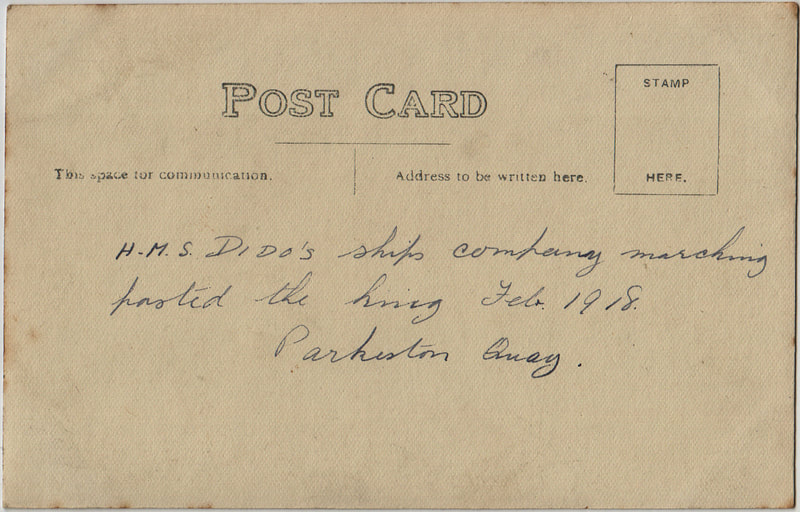 POST CARD
STAMP
HERE.
This space for communication.
Address to be written here.
H.M.S. DIDO's ships company marching
posted the king Feb. 1918.
Parkeston Quay.